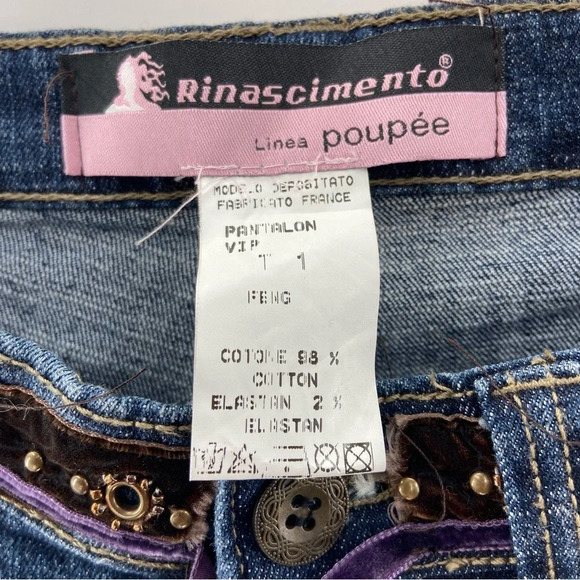 Rinascimento®
Linea poupée
MODELO DEPOSITATO
FABRICATO FRANCE
PANTALON
VIP
T 1
FENG
COTONE 98 %
COTTON
ELASTAN 2 %
ELASTAN